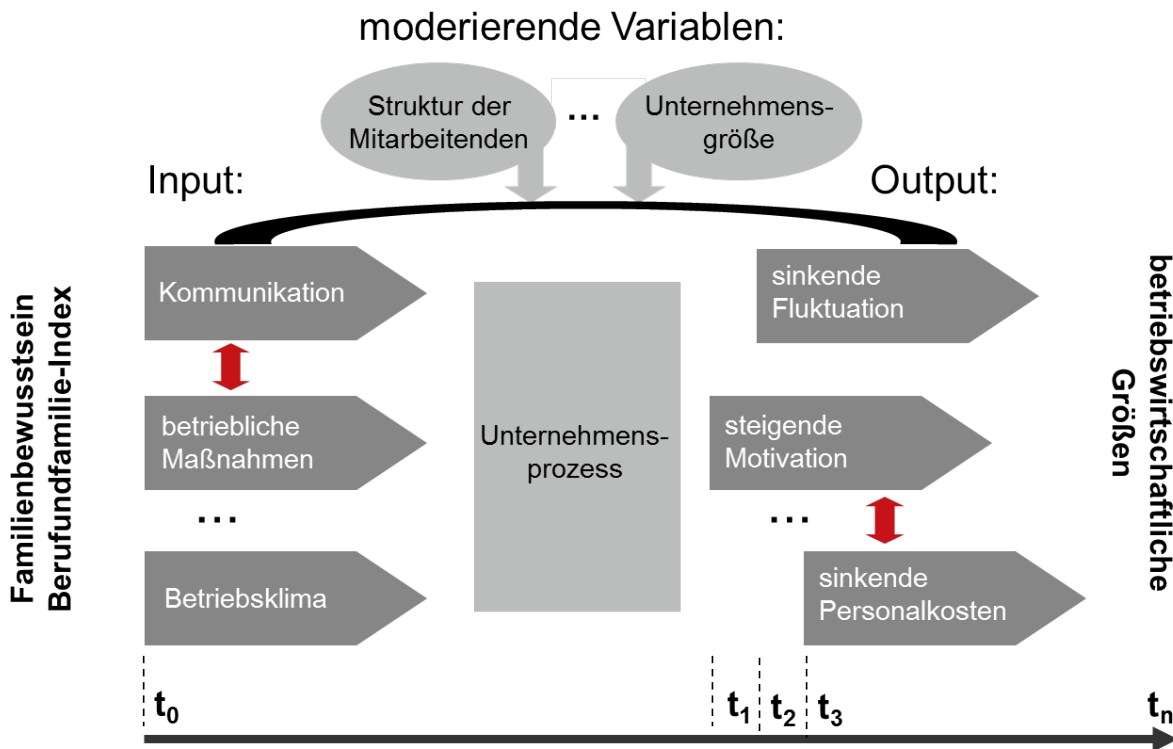 moderierende Variablen:
Struktur der
Mitarbeitenden
...
Unternehmens-
größe
Input:
Output:
Familienbewusstsein
Berufundfamilie-Index
Kommunikation
betriebliche
Maßnahmen
...
Betriebsklima
Unternehmens-
prozess
sinkende
Fluktuation
steigende
Motivation
...
sinkende
Personalkosten
betriebswirtschaftliche
Größen
t0
t1
t2
t3
tn